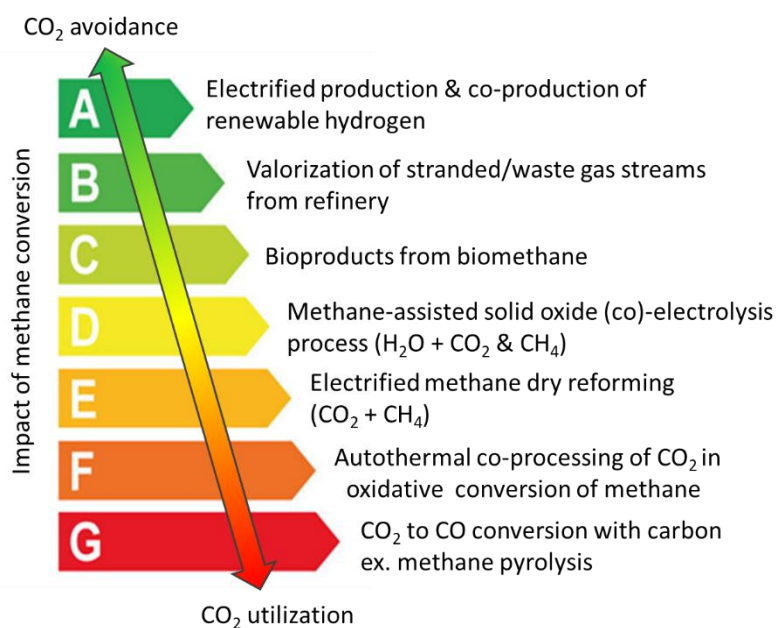 CO₂ avoidance
Impact of methane conversion
A
Electrified production & co-production of
renewable hydrogen
B
Valorization of stranded/waste gas streams
from refinery
C
Bioproducts from biomethane
D
Methane-assisted solid oxide (co)-electrolysis
process (H₂O + CO₂ & CH₄)
E
Electrified methane dry reforming
(CO₂ + CH₄)
F
Autothermal co-processing of CO₂ in
oxidative conversion of methane
G
CO₂ to CO conversion with carbon
ex. methane pyrolysis
CO₂ utilization